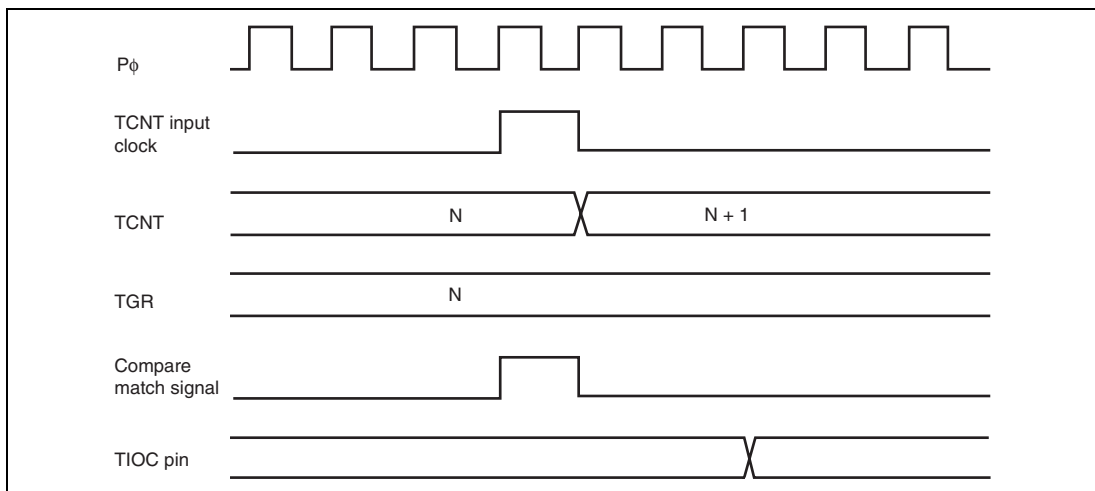 Pϕ
TCNT input
clock
TCNT
N
N + 1
TGR
N
Compare
match signal
TIOC pin